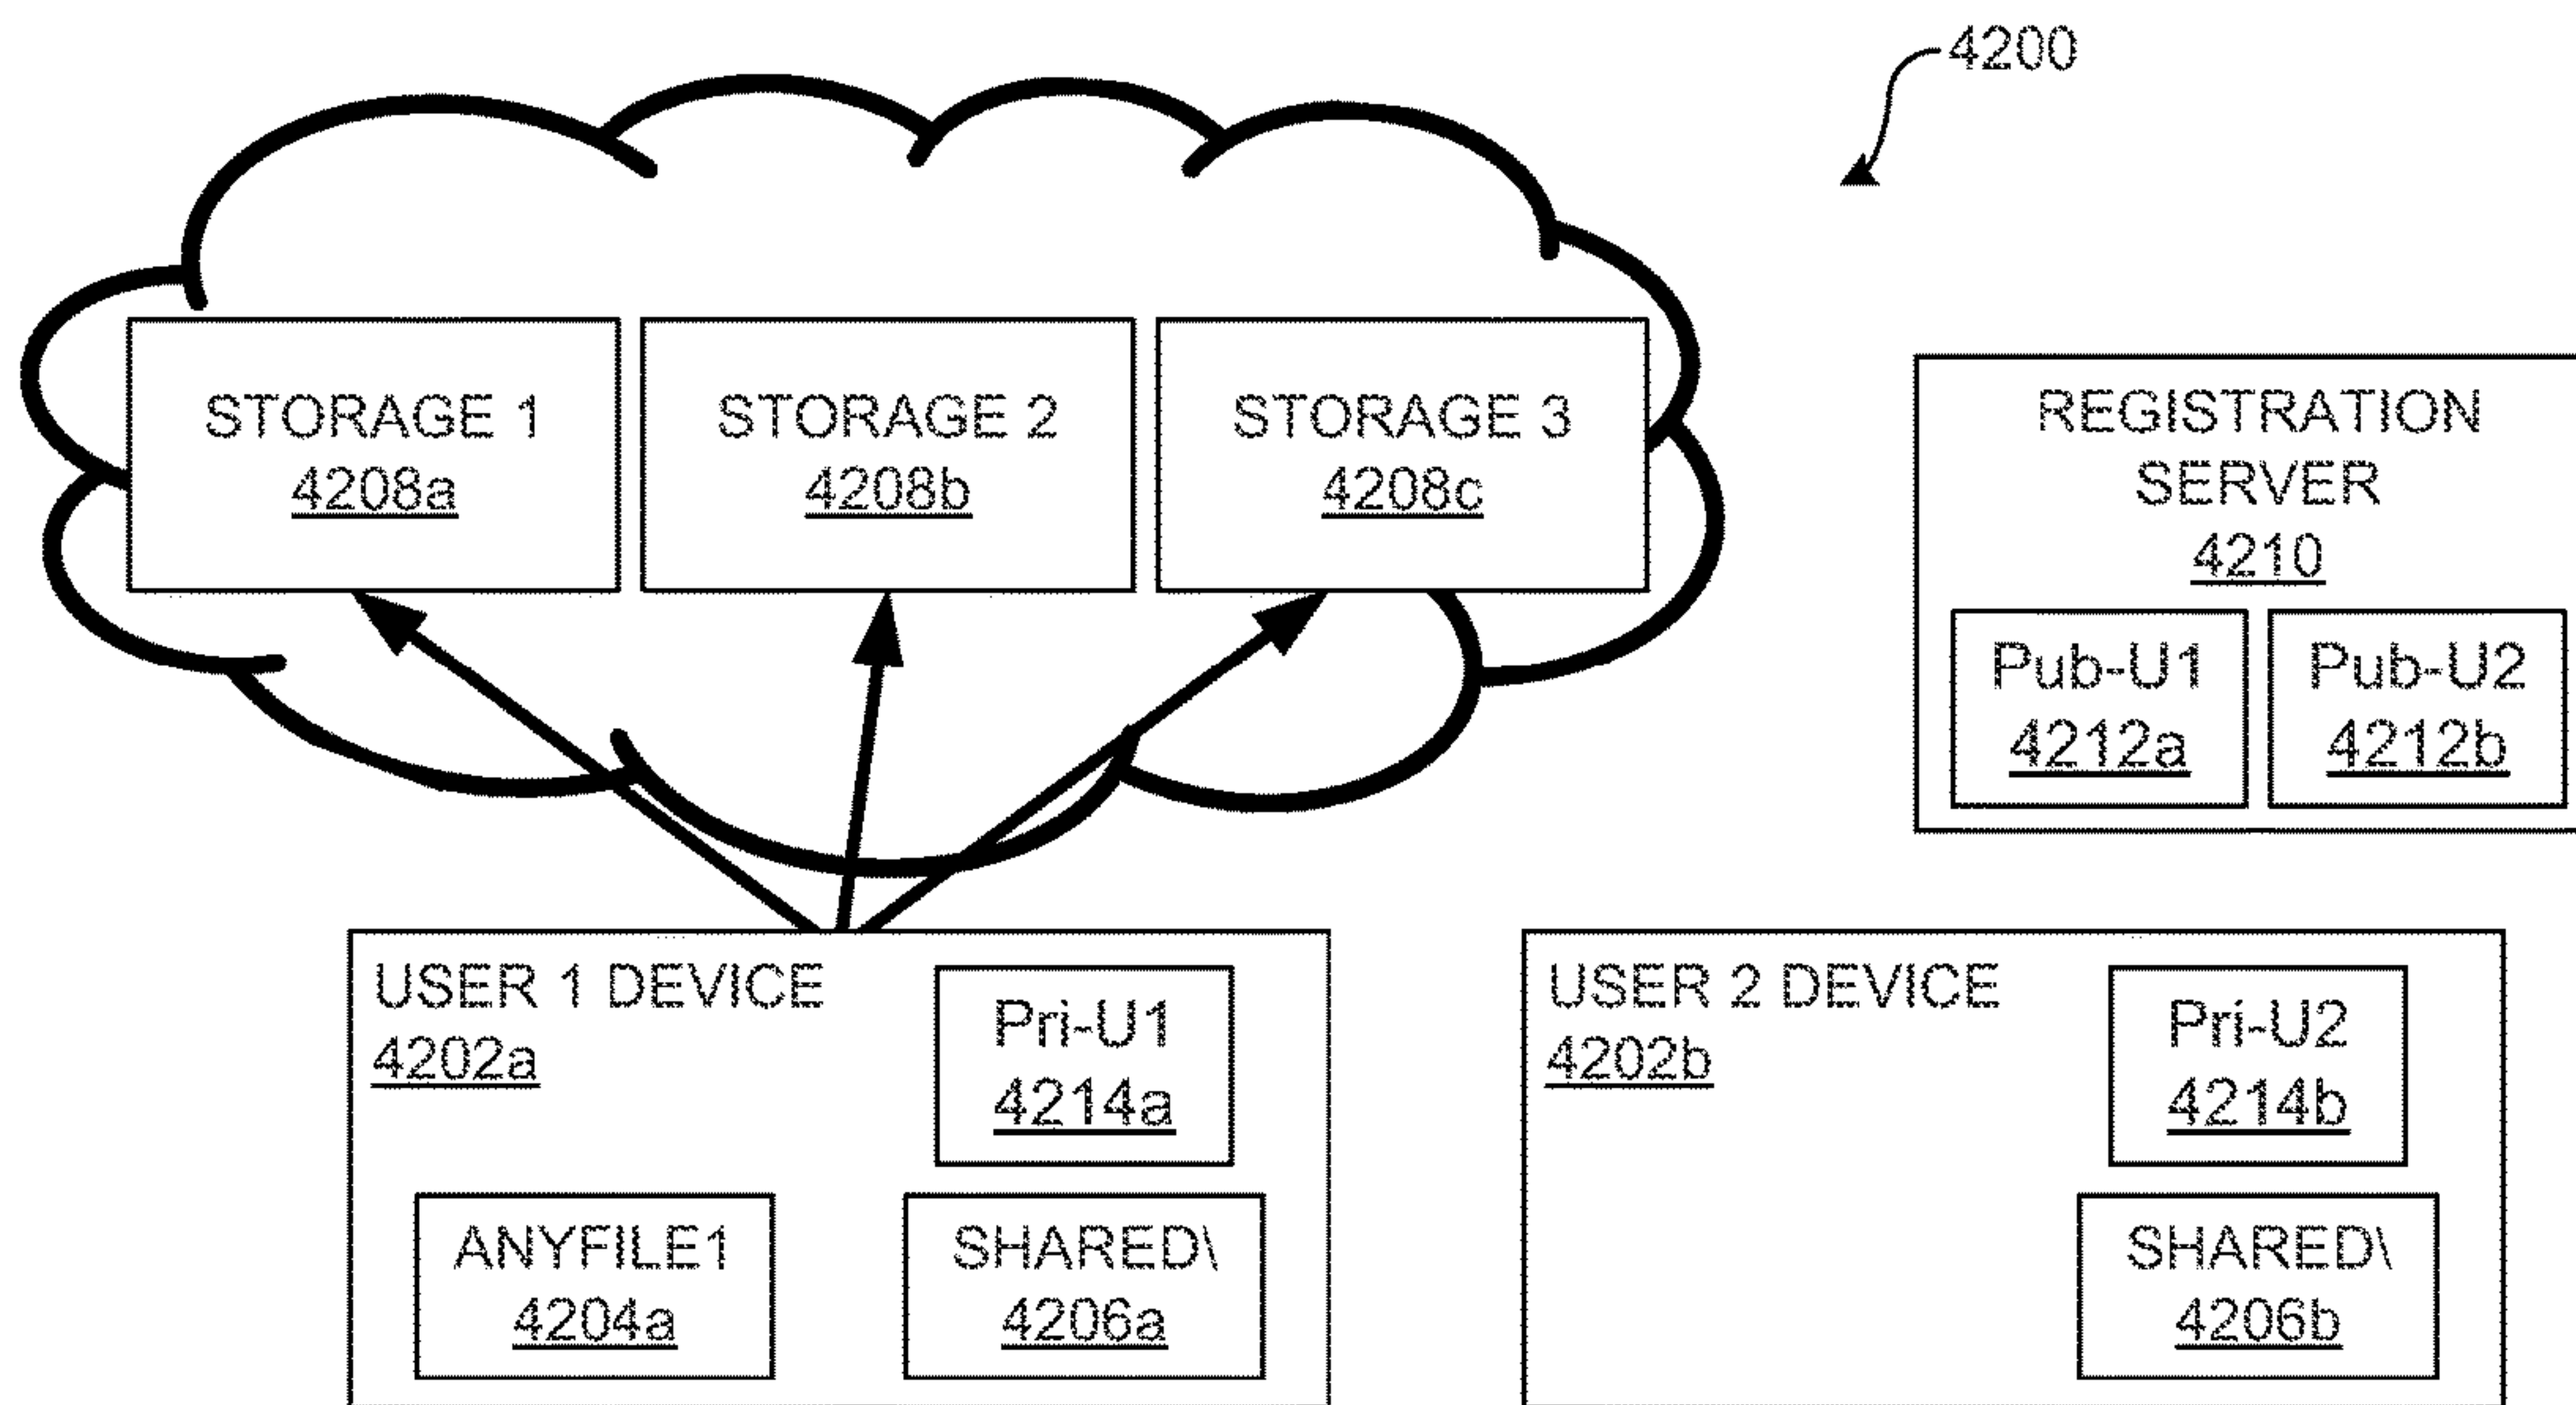 4200
STORAGE 1
4208a
STORAGE 2
4208b
STORAGE 3
4208c
REGISTRATION
SERVER
4210
Pub-U1
4212a
Pub-U2
4212b
USER 1 DEVICE
4202a
Pri-U1
4214a
ANYFILE1
4204a
SHARED\
4206a
USER 2 DEVICE
4202b
Pri-U2
4214b
SHARED\
4206b